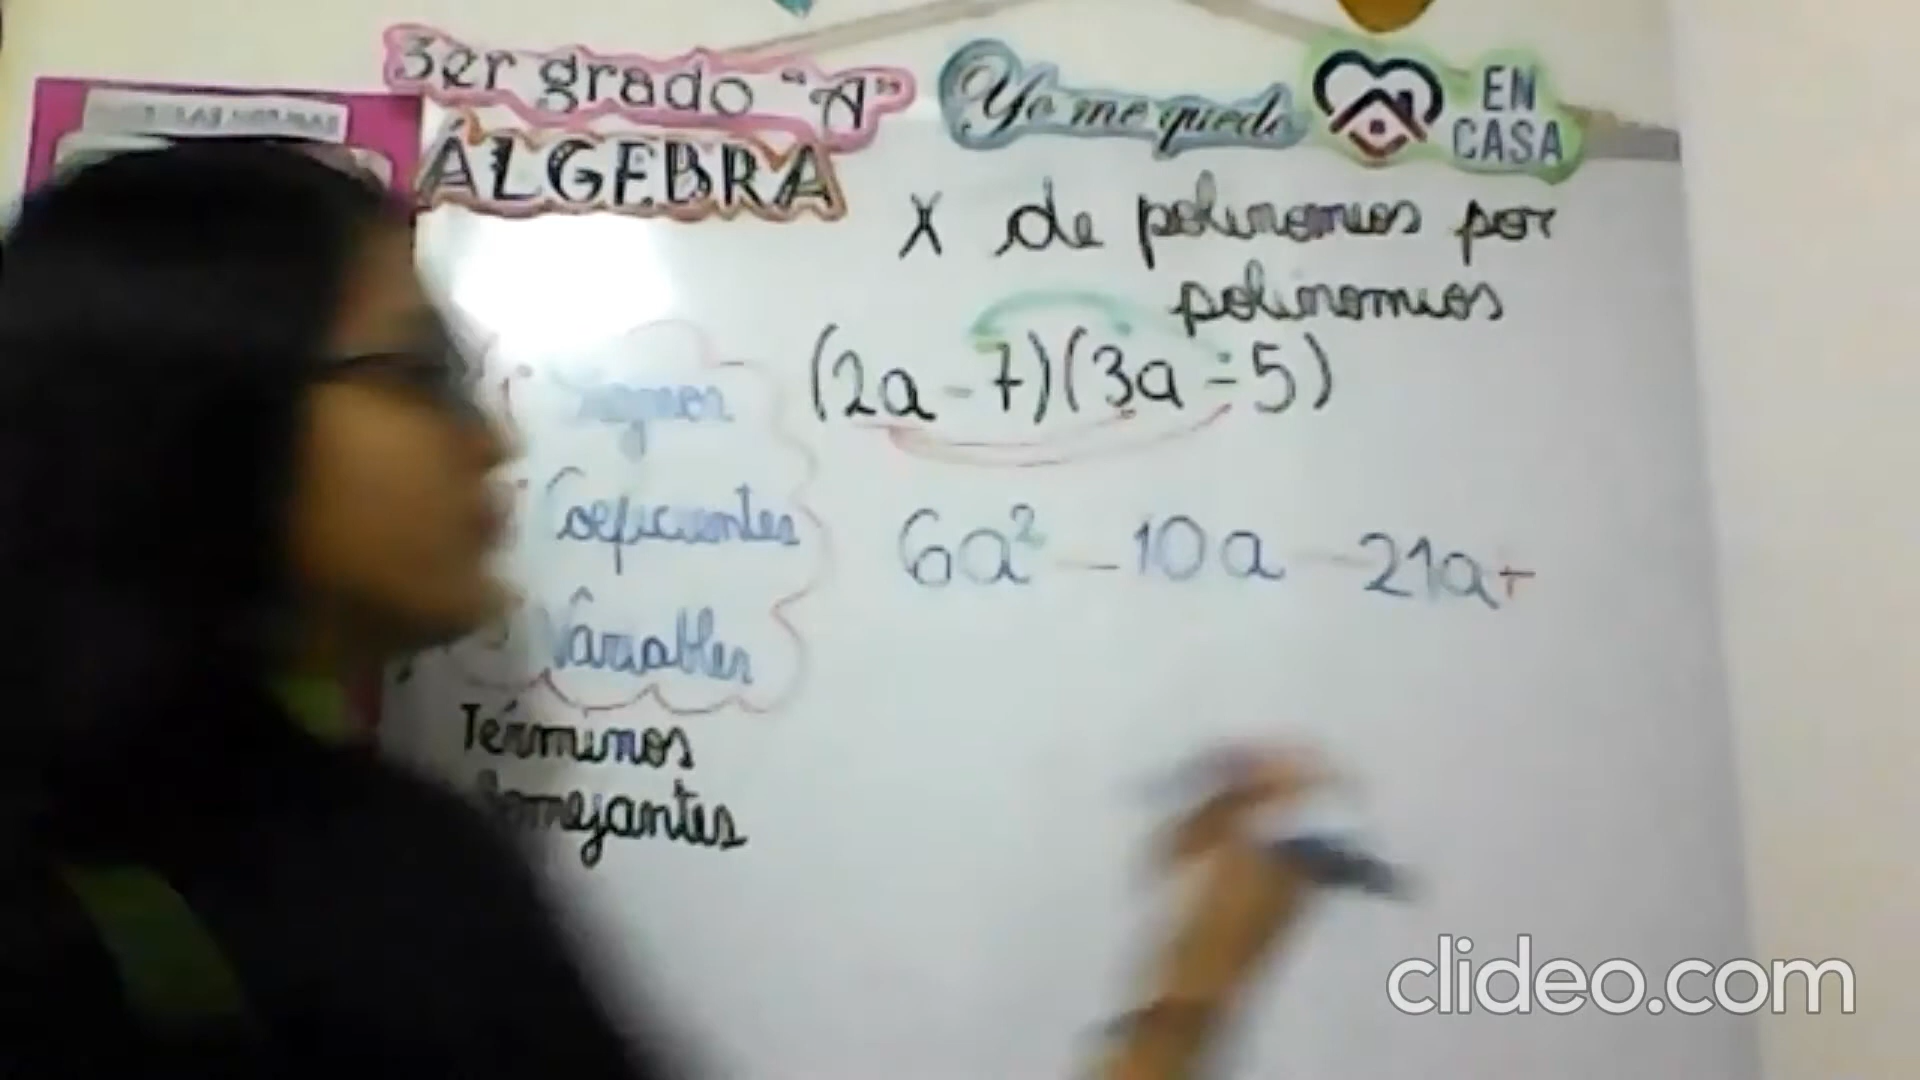 3er grado "A"
ÁLGEBRA
Yo me quedo
EN
CASA
X de polinomios por
polinomios
(2a - 7)(3a - 5)
Signos
Coeficientes
Variables
Términos
Semejantes
6a² - 10a - 21a +
clideo.com